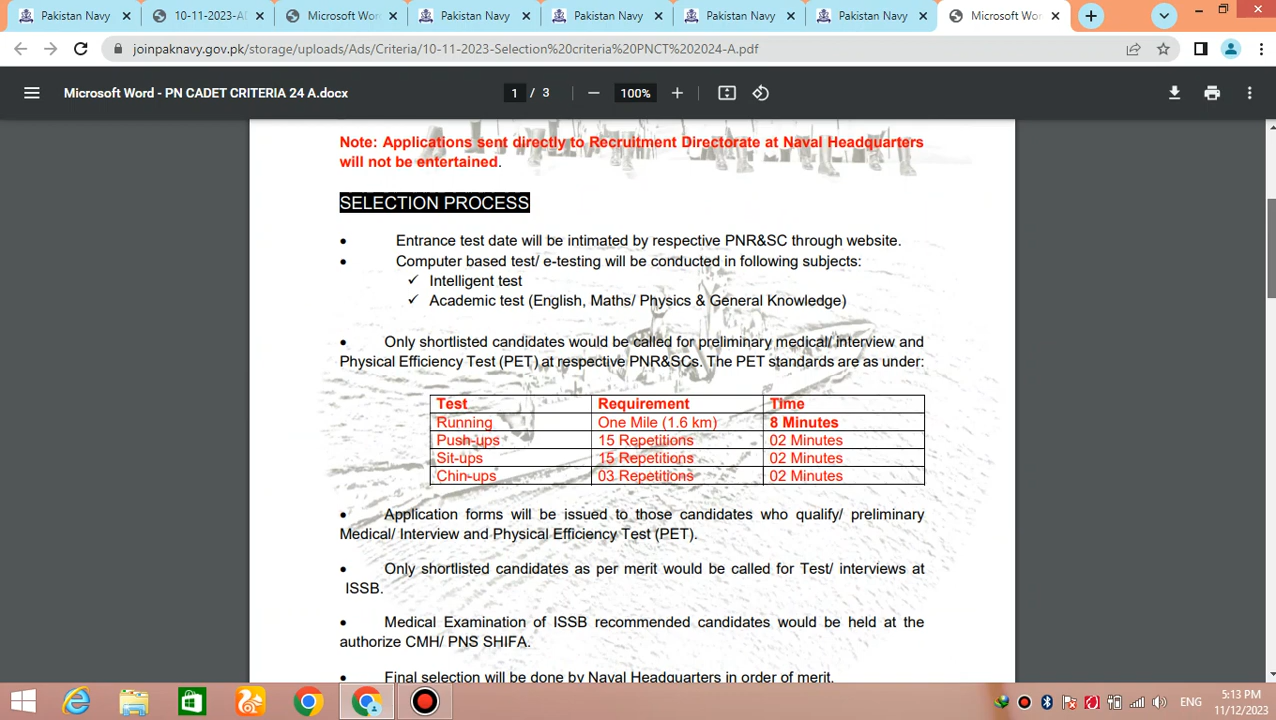 Pakistan Navy
10-11-2023-AD
Microsoft Wor
Pakistan Navy
Pakistan Navy
Pakistan Navy
Pakistan Navy
Microsoft Wor
joinpaknavy.gov.pk/storage/uploads/Ads/Criteria/10-11-2023-Selection%20criteria%20PNCT%202024-A.pdf
Microsoft Word - PN CADET CRITERIA 24 A.docx
1 / 3
100%
Note: Applications sent directly to Recruitment Directorate at Naval Headquarters
will not be entertained.
SELECTION PROCESS
• Entrance test date will be intimated by respective PNR&SC through website.
• Computer based test/ e-testing will be conducted in following subjects:
✓ Intelligent test
✓ Academic test (English, Maths/ Physics & General Knowledge)
• Only shortlisted candidates would be called for preliminary medical/ interview and
Physical Efficiency Test (PET) at respective PNR&SCs. The PET standards are as under:
Test Requirement Time
Running One Mile (1.6 km) 8 Minutes
Push-ups 15 Repetitions 02 Minutes
Sit-ups 15 Repetitions 02 Minutes
Chin-ups 03 Repetitions 02 Minutes
• Application forms will be issued to those candidates who qualify/ preliminary
Medical/ Interview and Physical Efficiency Test (PET).
• Only shortlisted candidates as per merit would be called for Test/ interviews at
ISSB.
• Medical Examination of ISSB recommended candidates would be held at the
authorize CMH/ PNS SHIFA.
• Final selection will be done by Naval Headquarters in order of merit.
ENG
5:13 PM
11/12/2023